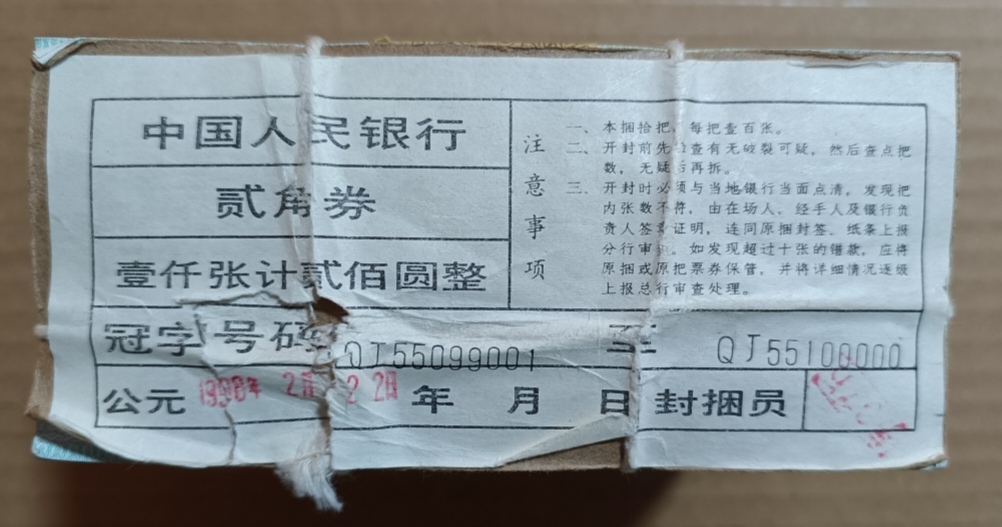 中国人民银行
贰角券
壹仟张计贰佰圆整
注意事项
一、本捆拾把，每把壹百张。
二、开封前先检查有无破裂可疑，然后查点把
数，无疑后再拆。
三、开封时必须与当地银行当面点清，发现把
内张数不符，由在场人、经手人及银行负
责人签章证明，连同原捆封签、纸条上报
分行审查。如发现超过十张的错款，应将
原捆或原把票券保管，并将详细情况逐级
上报总行审查处理。
冠字号码 QJ55099001 至 QJ55100000
公元 1998年 2月 22日 年 月 日 封捆员